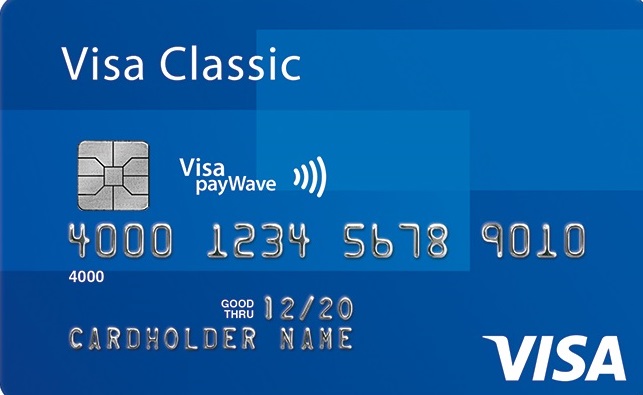 Visa Classic
Visa
payWave
4000 1234 5678 9010
4000
GOOD
THRU 12/20
CARDHOLDER NAME
VISA